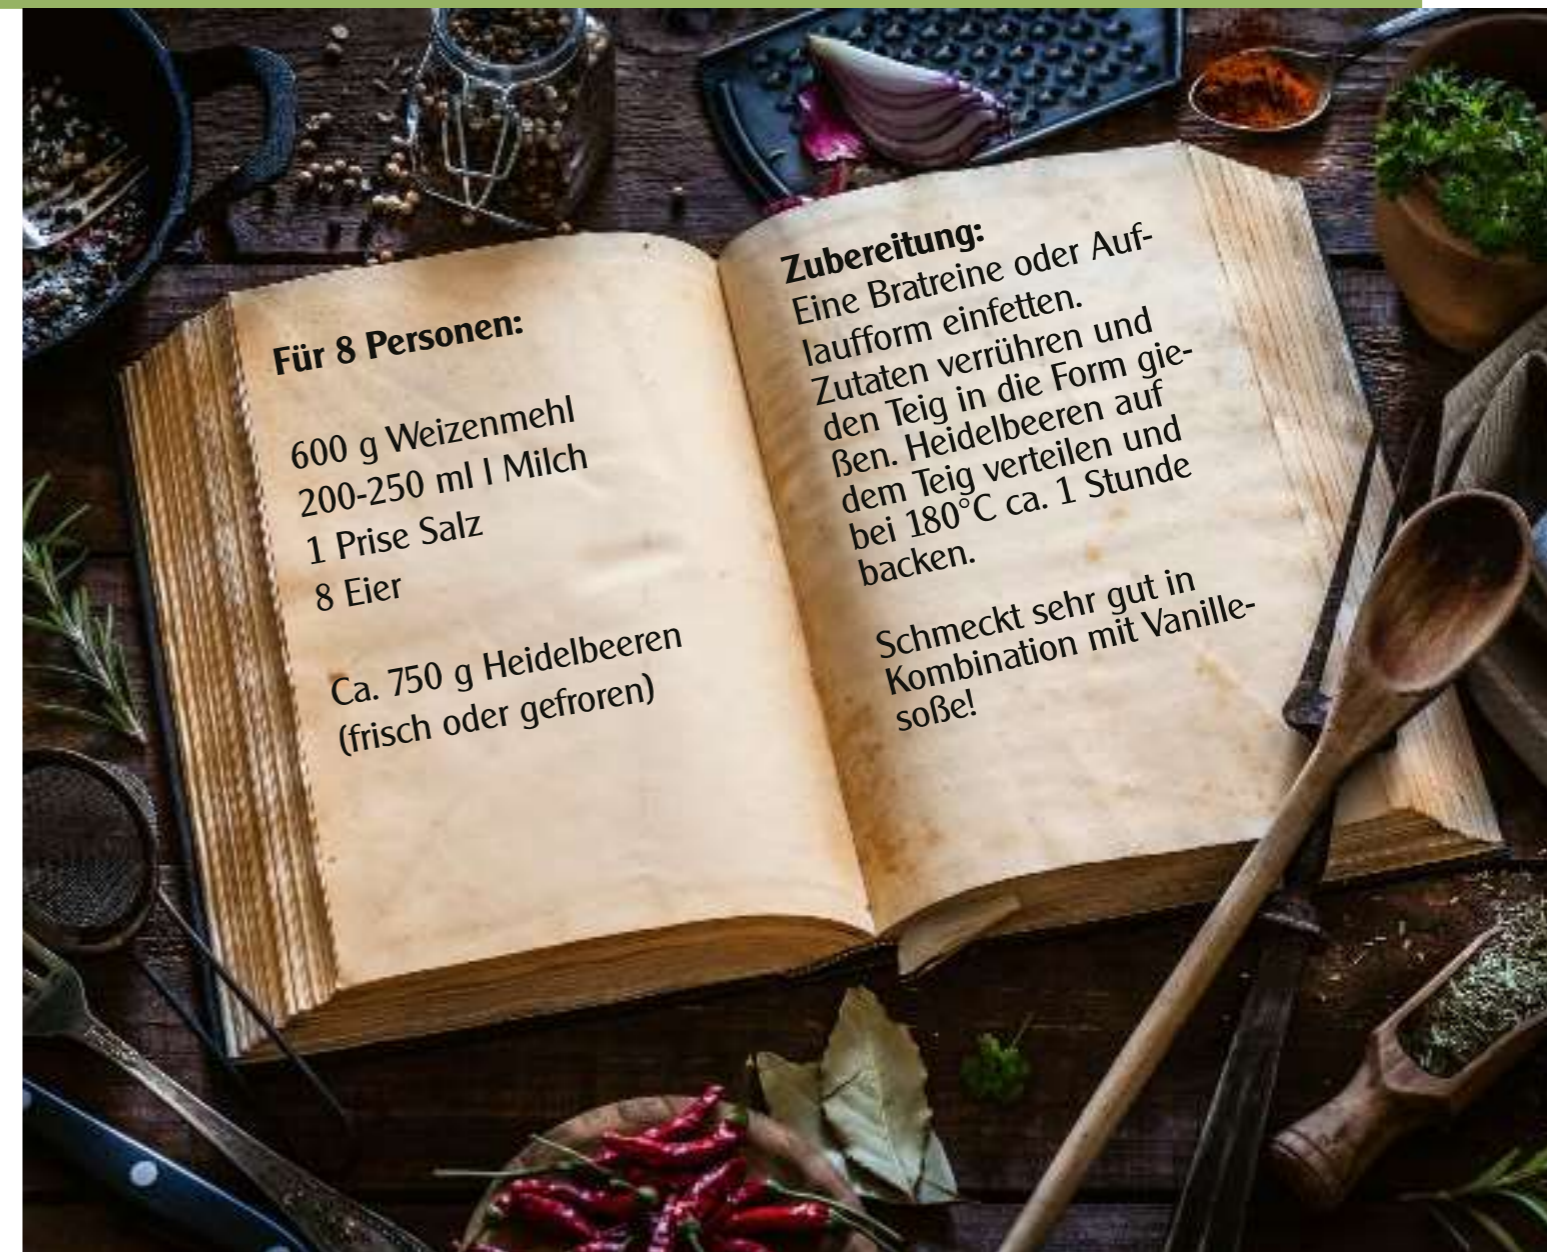 Für 8 Personen:
600 g Weizenmehl
200-250 ml l Milch
1 Prise Salz
8 Eier
Ca. 750 g Heidelbeeren
(frisch oder gefroren)
Zubereitung:
Eine Bratreine oder Auf-
laufform einfetten.
Zutaten verrühren und
den Teig in die Form gie-
ßen. Heidelbeeren auf
dem Teig verteilen und
bei 180°C ca. 1 Stunde
backen.
Schmeckt sehr gut in
Kombination mit Vanille-
soße!